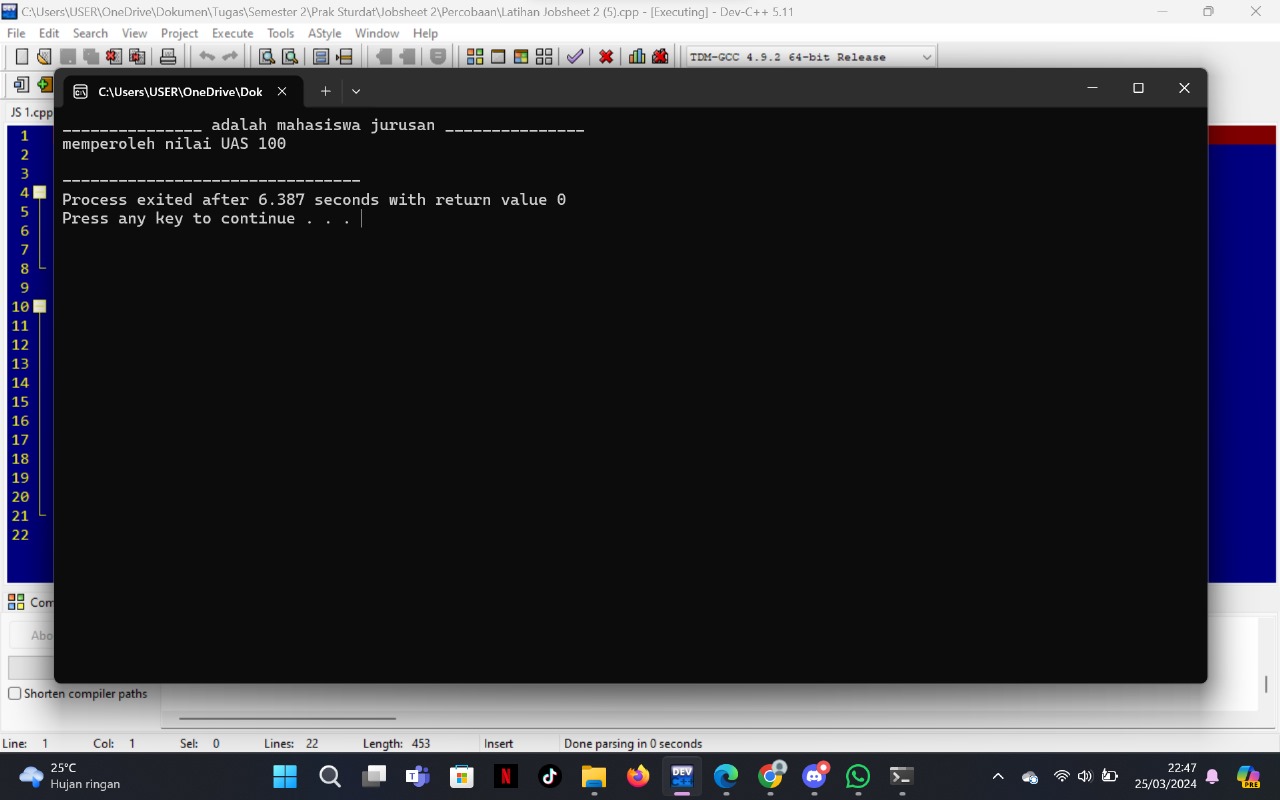 C:\Users\USER\OneDrive\Dokumen\Tugas\Semester 2\Prak Sturdat\Jobsheet 2\Percobaan\Latihan Jobsheet 2 (5).cpp - [Executing] - Dev-C++ 5.11
File Edit Search View Project Execute Tools AStyle Window Help
TDM-GCC 4.9.2 64-bit Release
C:\Users\USER\OneDrive\Dok
JS 1.cpp
_______________ adalah mahasiswa jurusan _______________
memperoleh nilai UAS 100
--------------------------------
Process exited after 6.387 seconds with return value 0
Press any key to continue . . .
1
2
3
4
5
6
7
8
9
10
11
12
13
14
15
16
17
18
19
20
21
22
Com
Abo
Shorten compiler paths
Line: 1 Col: 1 Sel: 0 Lines: 22 Length: 453 Insert Done parsing in 0 seconds
25°C
Hujan ringan
DEV
PRE
22:47
25/03/2024